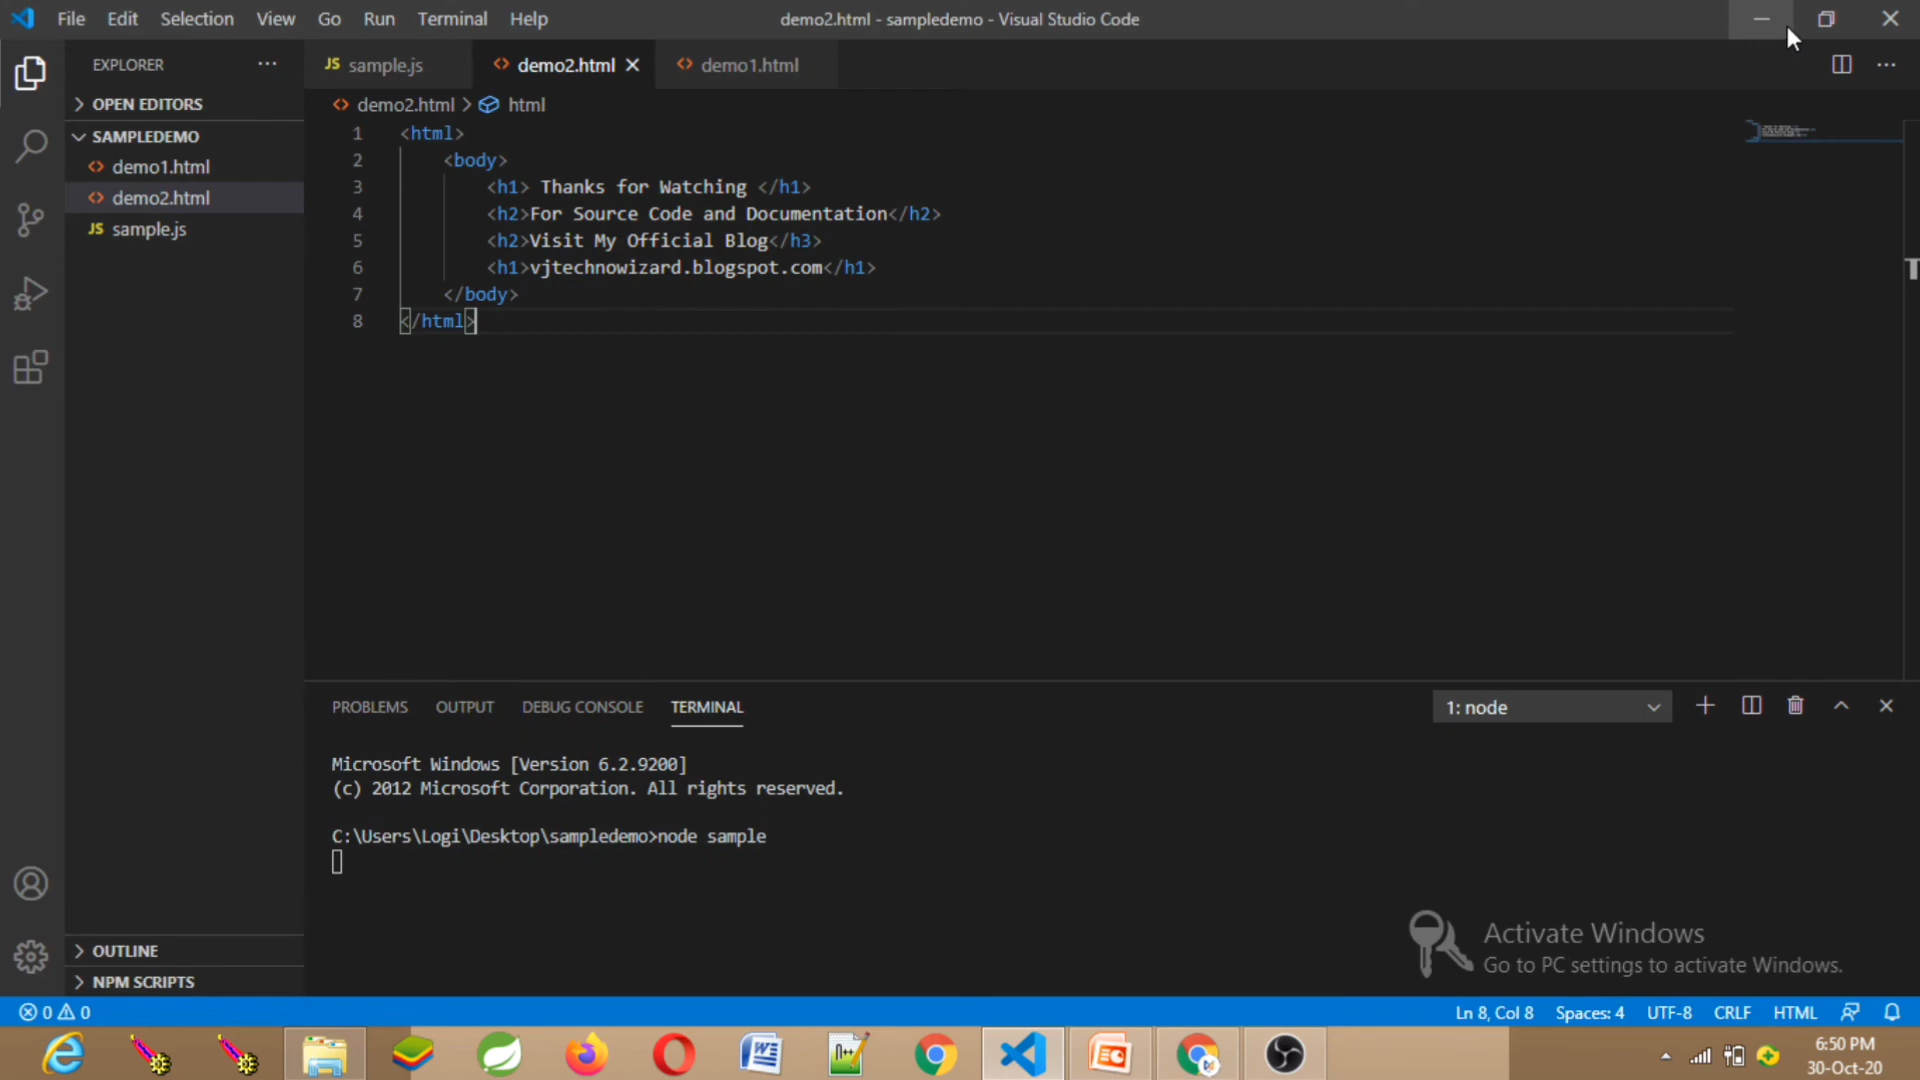 File Edit Selection View Go Run Terminal Help
demo2.html - sampledemo - Visual Studio Code
EXPLORER
JS sample.js
demo2.html
demo1.html
OPEN EDITORS
demo2.html > html
SAMPLEDEMO
demo1.html
demo2.html
JS sample.js
1 <html>
2 <body>
3 <h1> Thanks for Watching </h1>
4 <h2>For Source Code and Documentation</h2>
5 <h2>Visit My Official Blog</h3>
6 <h1>vjtechnowizard.blogspot.com</h1>
7 </body>
8 </html>
PROBLEMS OUTPUT DEBUG CONSOLE TERMINAL
1: node
Microsoft Windows [Version 6.2.9200]
(c) 2012 Microsoft Corporation. All rights reserved.
C:\Users\Logi\Desktop\sampledemo>node sample
OUTLINE
NPM SCRIPTS
Activate Windows
Go to PC settings to activate Windows.
0 0
Ln 8, Col 8 Spaces: 4 UTF-8 CRLF HTML
6:50 PM
30-Oct-20